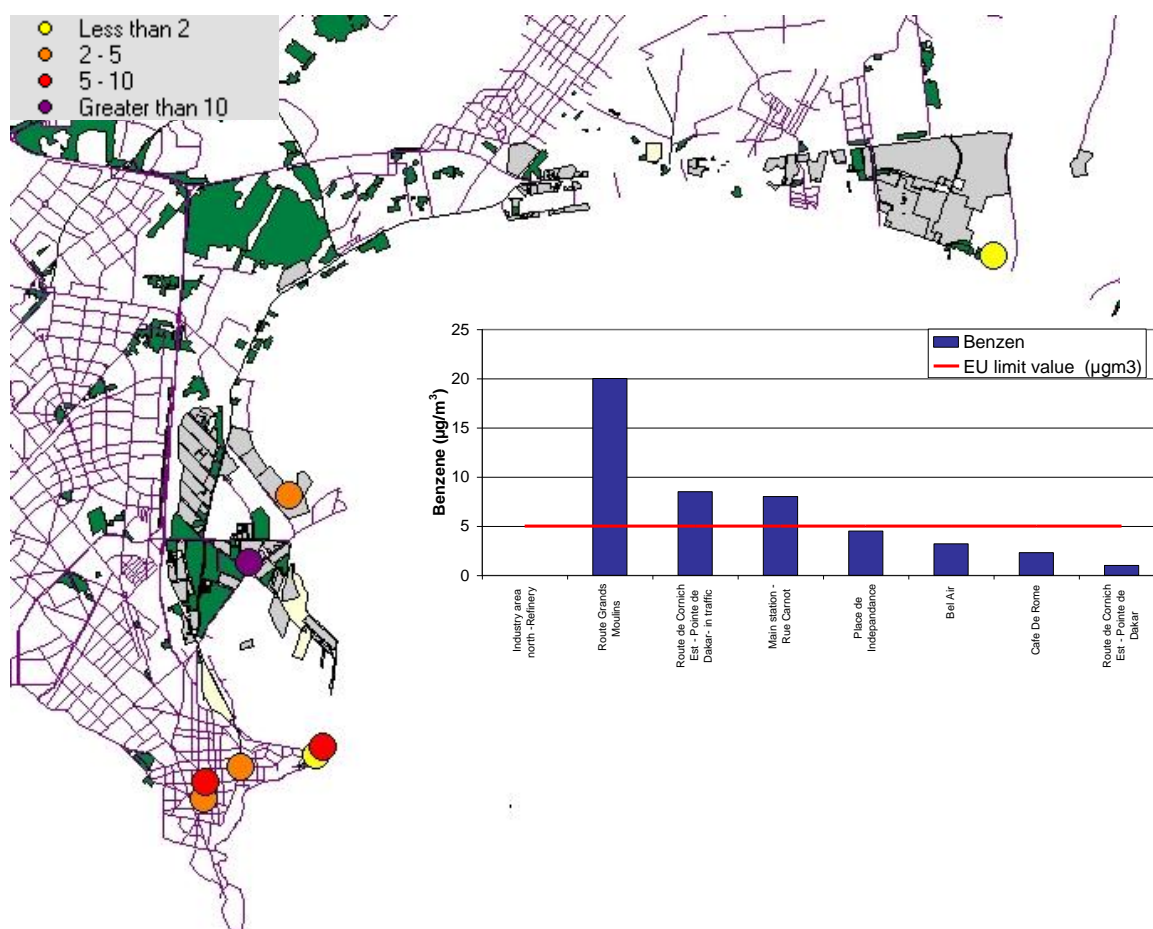 Less than 2
2 - 5
5 - 10
Greater than 10
25
20
15
10
5
0
Benzene (µg/m³)
Benzen
EU limit value (µgm3)
Industry area
north -Refinery
Route Grands
Moulins
Route de Cornich
Est - Pointe de
Dakar- in traffic
Main station -
Rue Carnot
Place de
Independance
Bel Air
Cafe De Rome
Route de Cornich
Est - Pointe de
Dakar